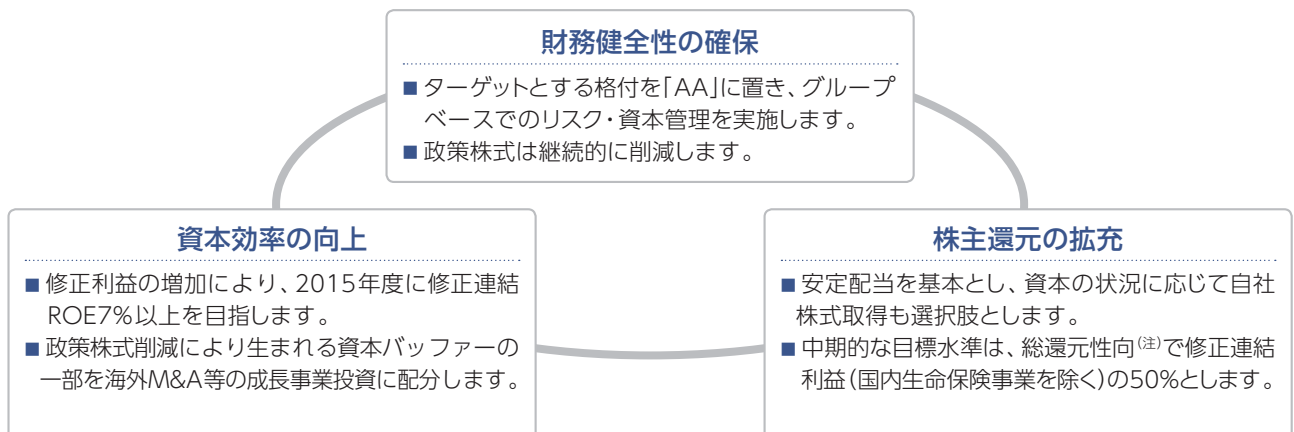 財務健全性の確保
■ ターゲットとする格付を「AA」に置き、グループ
ベースでのリスク・資本管理を実施します。
■ 政策株式は継続的に削減します。
資本効率の向上
■ 修正利益の増加により、2015年度に修正連結
ROE7%以上を目指します。
■ 政策株式削減により生まれる資本バッファーの
一部を海外M&A等の成長事業投資に配分します。
株主還元の拡充
■ 安定配当を基本とし、資本の状況に応じて自社
株式取得も選択肢とします。
■ 中期的な目標水準は、総還元性向(注)で修正連結
利益(国内生命保険事業を除く)の50%とします。